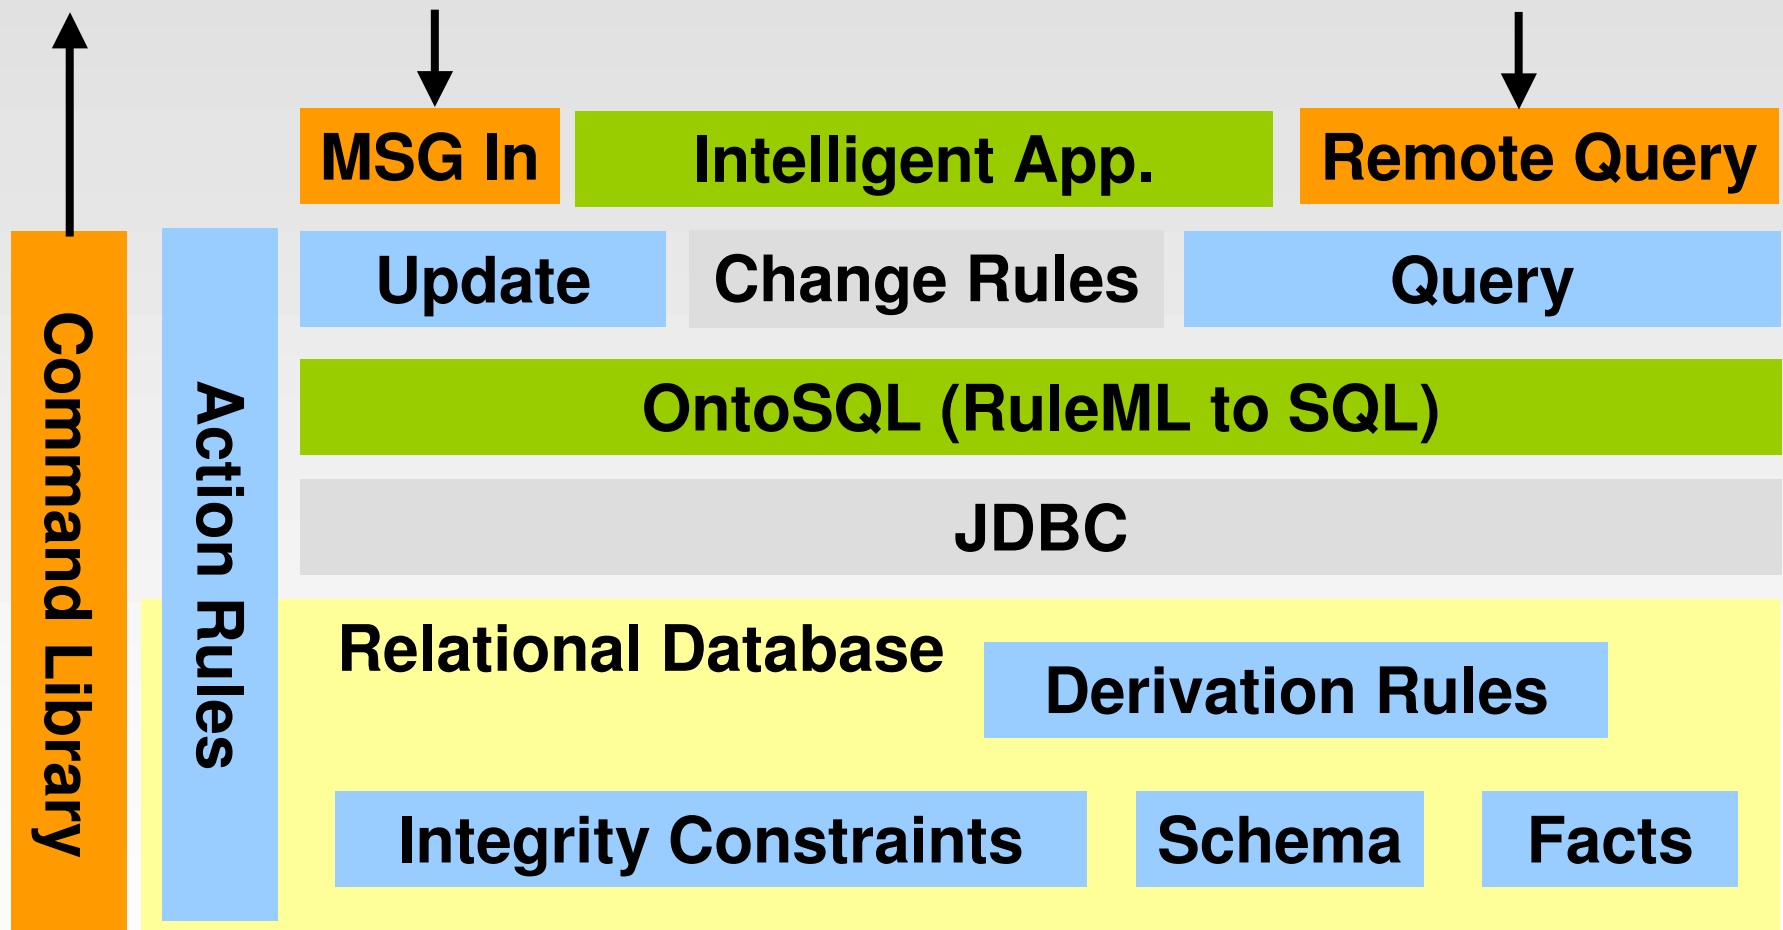 MSG In
Intelligent App.
Remote Query
Update
Change Rules
Query
Command Library
Action Rules
OntoSQL (RuleML to SQL)
JDBC
Relational Database
Derivation Rules
Integrity Constraints
Schema
Facts